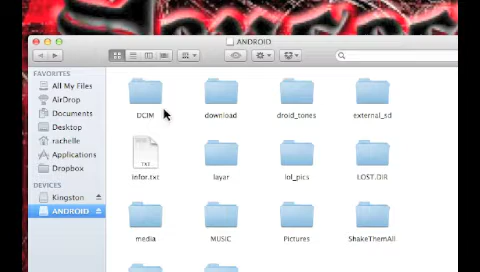 ANDROID
FAVORITES
All My Files
AirDrop
Documents
Desktop
rachelle
Applications
Dropbox
DEVICES
Kingston
ANDROID
DCIM
download
droid_tones
external_sd
TXT
Infor.txt
layar
lol_pics
LOST.DIR
media
MUSIC
Pictures
ShakeThemAll